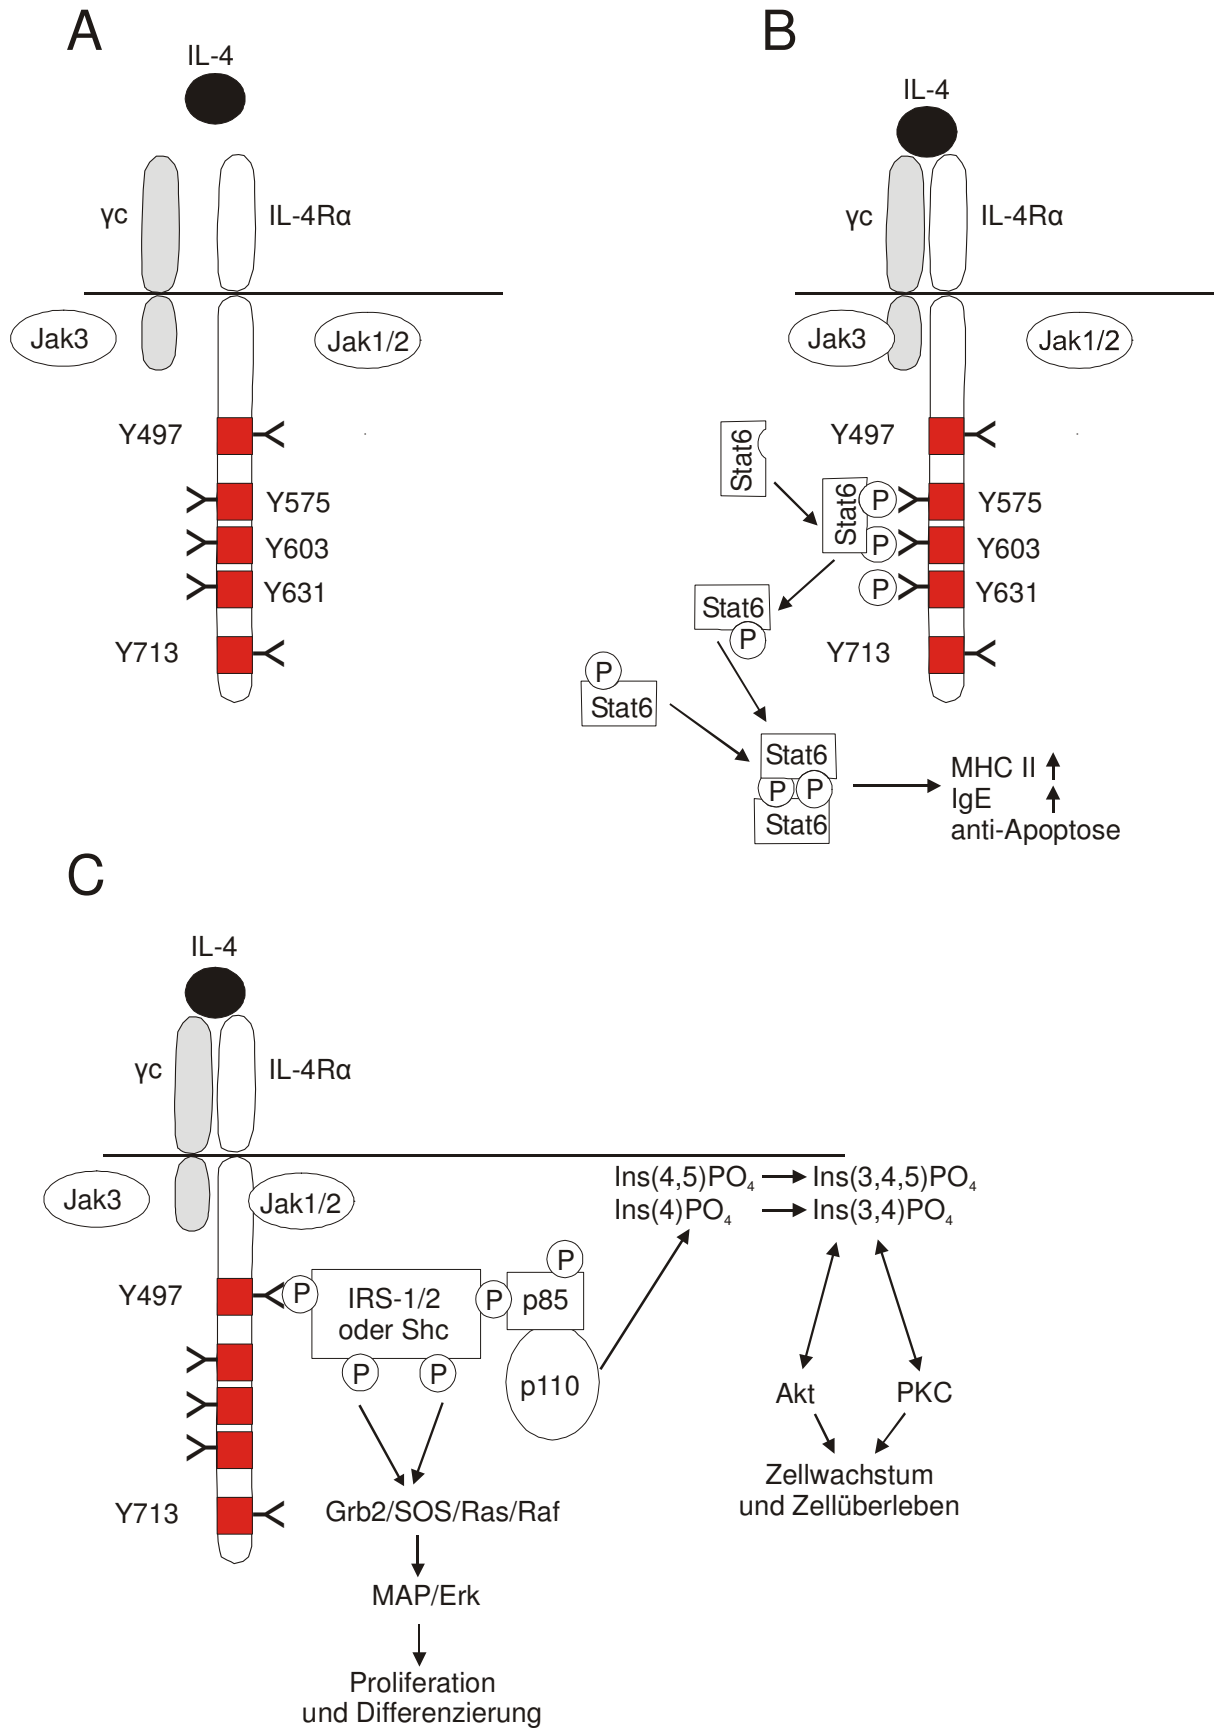 A
IL-4
γc
IL-4Rα
Jak3
Jak1/2
Y497
Y575
Y603
Y631
Y713
B
IL-4
γc
IL-4Rα
Jak3
Jak1/2
Y497
Stat6
Stat6
P
Y575
P
Y603
P
Y631
Stat6
P
Y713
P
Stat6
Stat6
P P
Stat6
MHC II
IgE
anti-Apoptose
C
IL-4
γc
IL-4Rα
Jak3
Jak1/2
Ins(4,5)PO₄
Ins(3,4,5)PO₄
Ins(4)PO₄
Ins(3,4)PO₄
Y497
P
IRS-1/2
oder Shc
P
P
P
P
p85
p110
Akt
PKC
Zellwachstum
und Zellüberleben
Y713
Grb2/SOS/Ras/Raf
MAP/Erk
Proliferation
und Differenzierung